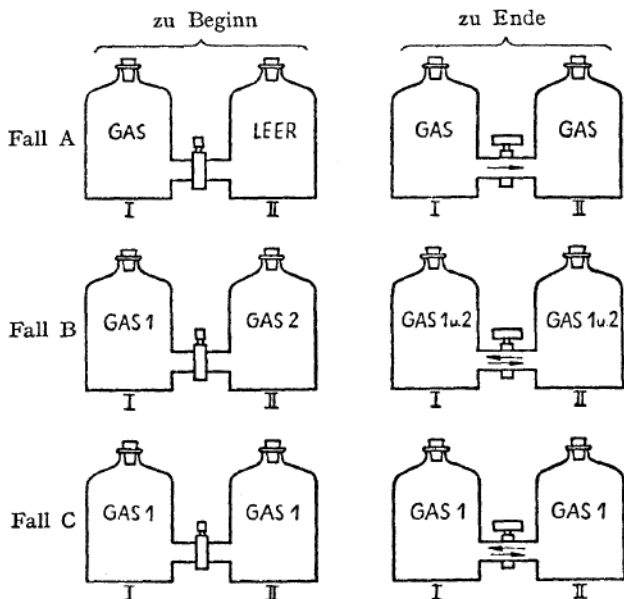 zu Beginn zu Ende
Fall A GAS LEER GAS GAS
I II I II
Fall B GAS 1 GAS 2 GAS 1u.2 GAS 1u.2
I II I II
Fall C GAS 1 GAS 1 GAS 1 GAS 1
I II I II